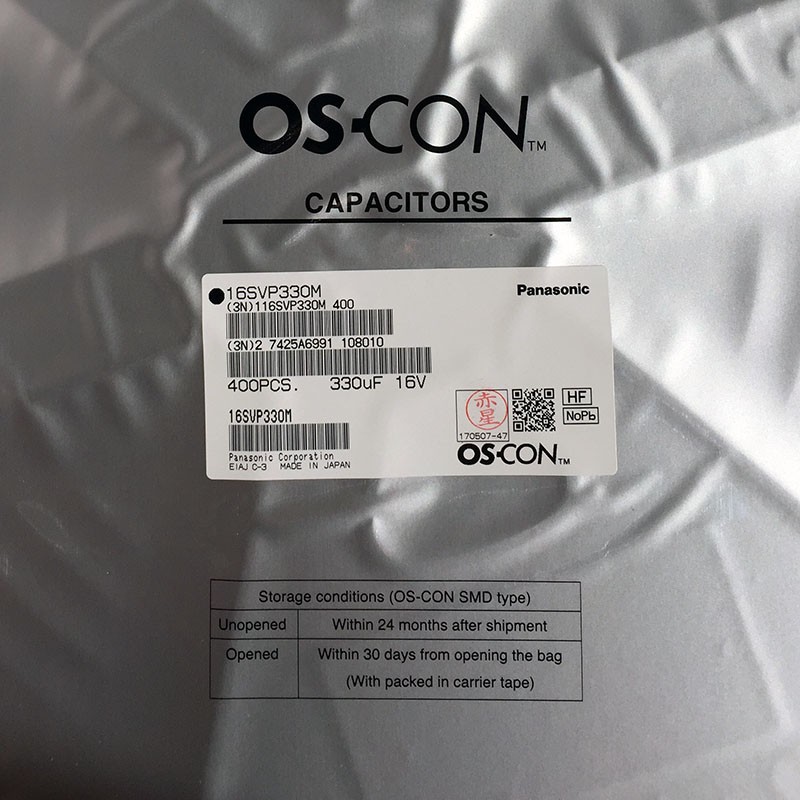 OS-CON™
CAPACITORS
16SVP330M
Panasonic
(3N)116SVP330M 400
(3N)2 7425A6991 108010
400PCS. 330uF 16V
16SVP330M
赤星
HF
NoPb
170507-47
Panasonic Corporation
EIAJ C-3 MADE IN JAPAN
OS-CON™
Storage conditions (OS-CON SMD type)
Unopened Within 24 months after shipment
Opened Within 30 days from opening the bag
(With packed in carrier tape)